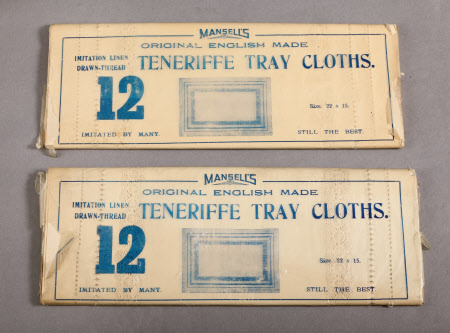 MANSELL'S
ORIGINAL ENGLISH MADE
IMITATION LINEN
DRAWN-THREAD
TENERIFFE TRAY CLOTHS.
12
Size. 22 x 15.
IMITATED BY MANY.
STILL THE BEST.
MANSELL'S
ORIGINAL ENGLISH MADE
IMITATION LINEN
DRAWN-THREAD
TENERIFFE TRAY CLOTHS.
12
Size. 22 x 15.
IMITATED BY MANY.
STILL THE BEST.